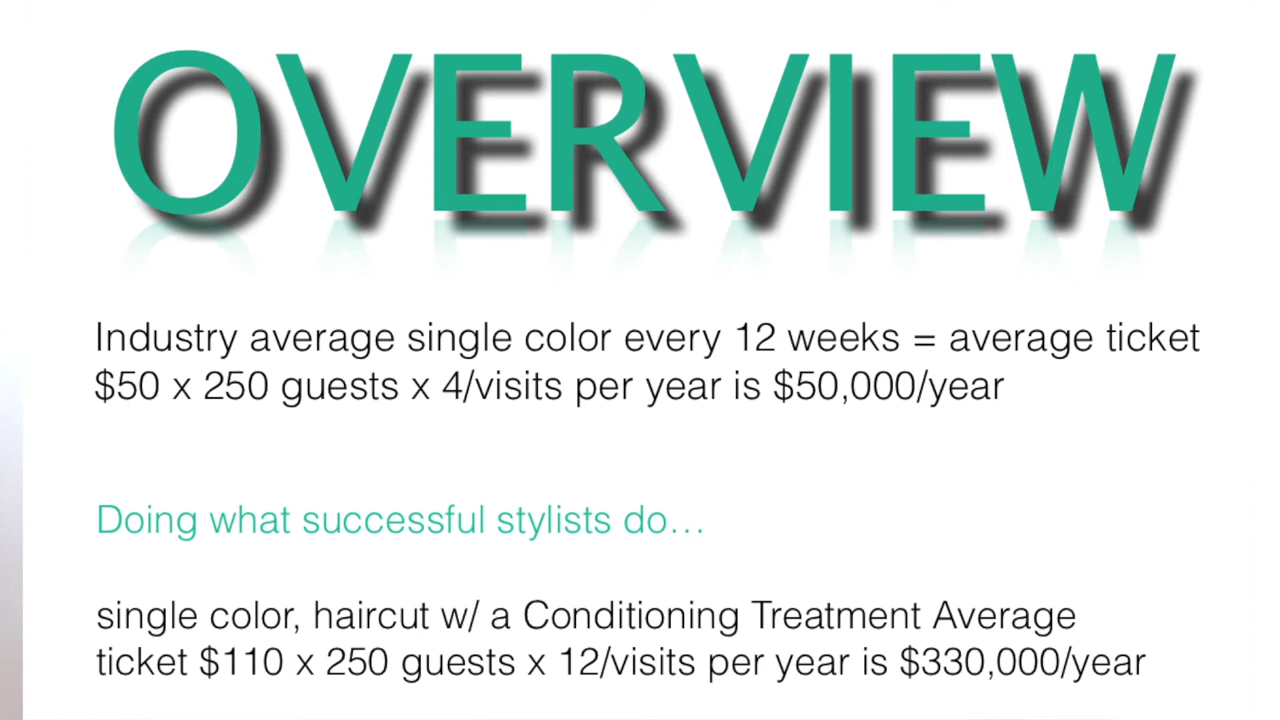 OVERVIEW
Industry average single color every 12 weeks = average ticket
$50 x 250 guests x 4/visits per year is $50,000/year
Doing what successful stylists do…
single color, haircut w/ a Conditioning Treatment Average
ticket $110 x 250 guests x 12/visits per year is $330,000/year